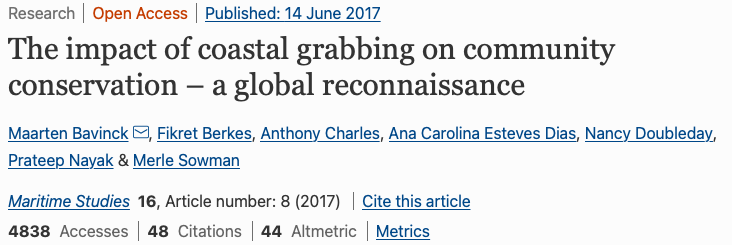 Research | Open Access | Published: 14 June 2017
The impact of coastal grabbing on community
conservation – a global reconnaissance
Maarten Bavinck, Fikret Berkes, Anthony Charles, Ana Carolina Esteves Dias, Nancy Doubleday,
Prateep Nayak & Merle Sowman
Maritime Studies 16, Article number: 8 (2017) | Cite this article
4838 Accesses | 48 Citations | 44 Altmetric | Metrics